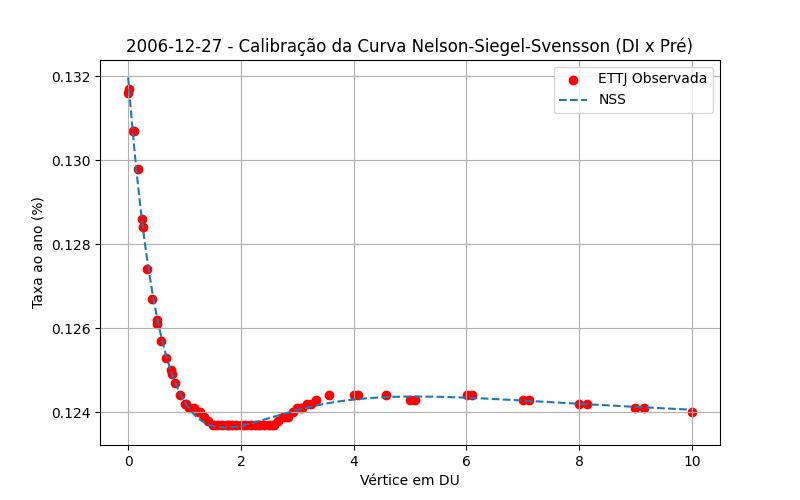 2006-12-27 - Calibração da Curva Nelson-Siegel-Svensson (DI x Pré)
ETTJ Observada
NSS
Taxa ao ano (%)
0.132
0.130
0.128
0.126
0.124
0 2 4 6 8 10
Vértice em DU